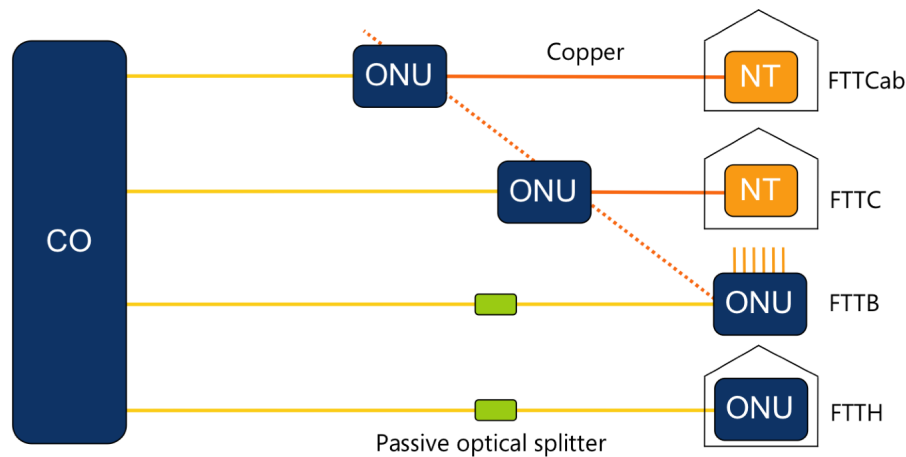 Copper
ONU
NT
FTTCab
ONU
NT
FTTC
CO
ONU
FTTB
ONU
FTTH
Passive optical splitter